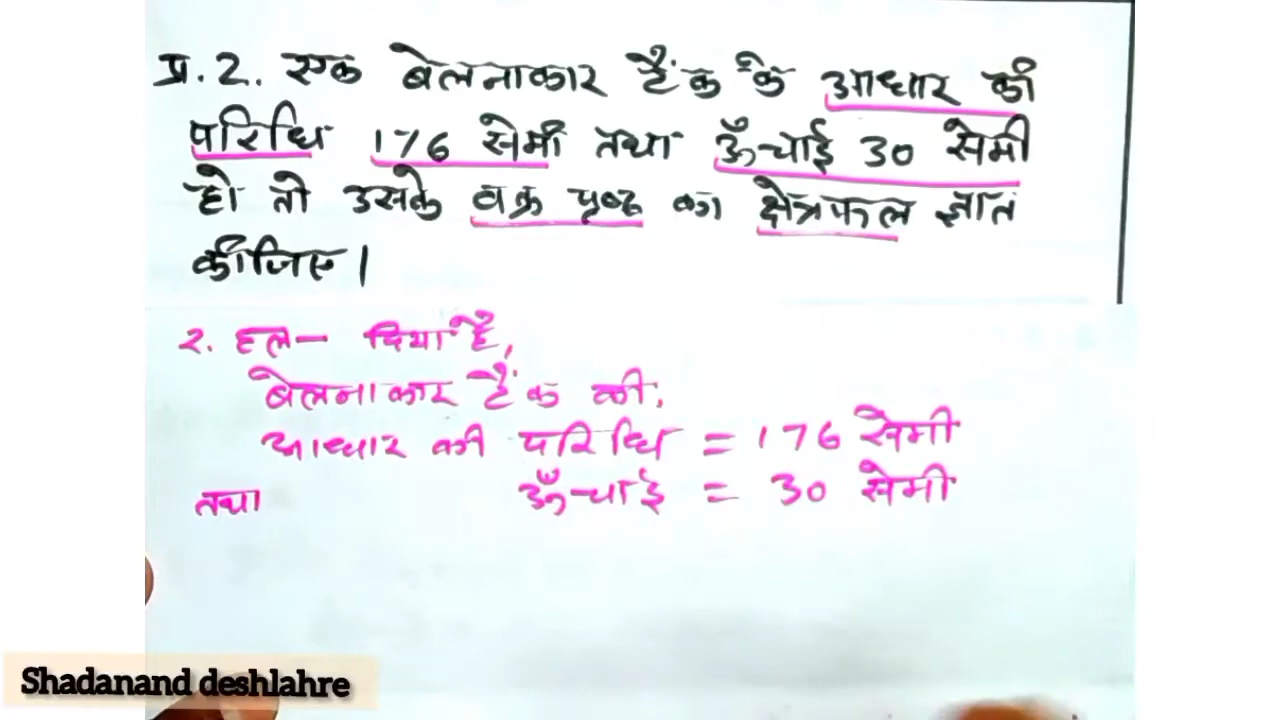 प्र.2. एक बेलनाकार टैंक के आधार की
परिधि 176 सेमी तथा ऊँचाई 30 सेमी
हो तो उसके वक्र पृष्ठ का क्षेत्रफल ज्ञात
कीजिए।
2. हल- दिया है,
बेलनाकार टैंक की,
आधार की परिधि = 176 सेमी
तथा ऊँचाई = 30 सेमी
Shadanand deshlahre